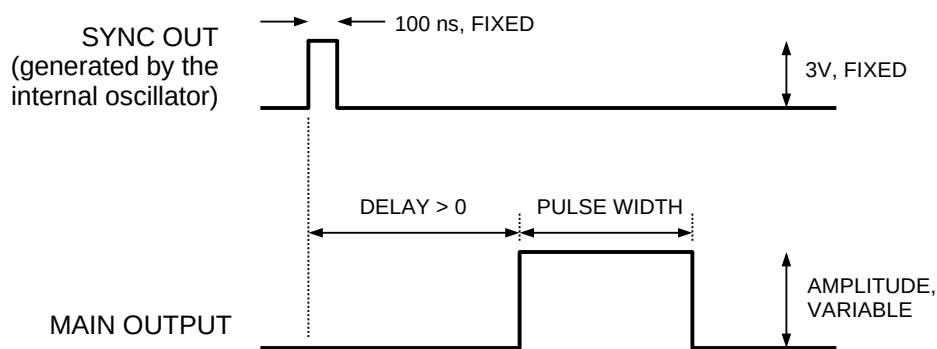 100 ns, FIXED
SYNC OUT
(generated by the
internal oscillator)
3V, FIXED
DELAY > 0
PULSE WIDTH
AMPLITUDE,
VARIABLE
MAIN OUTPUT